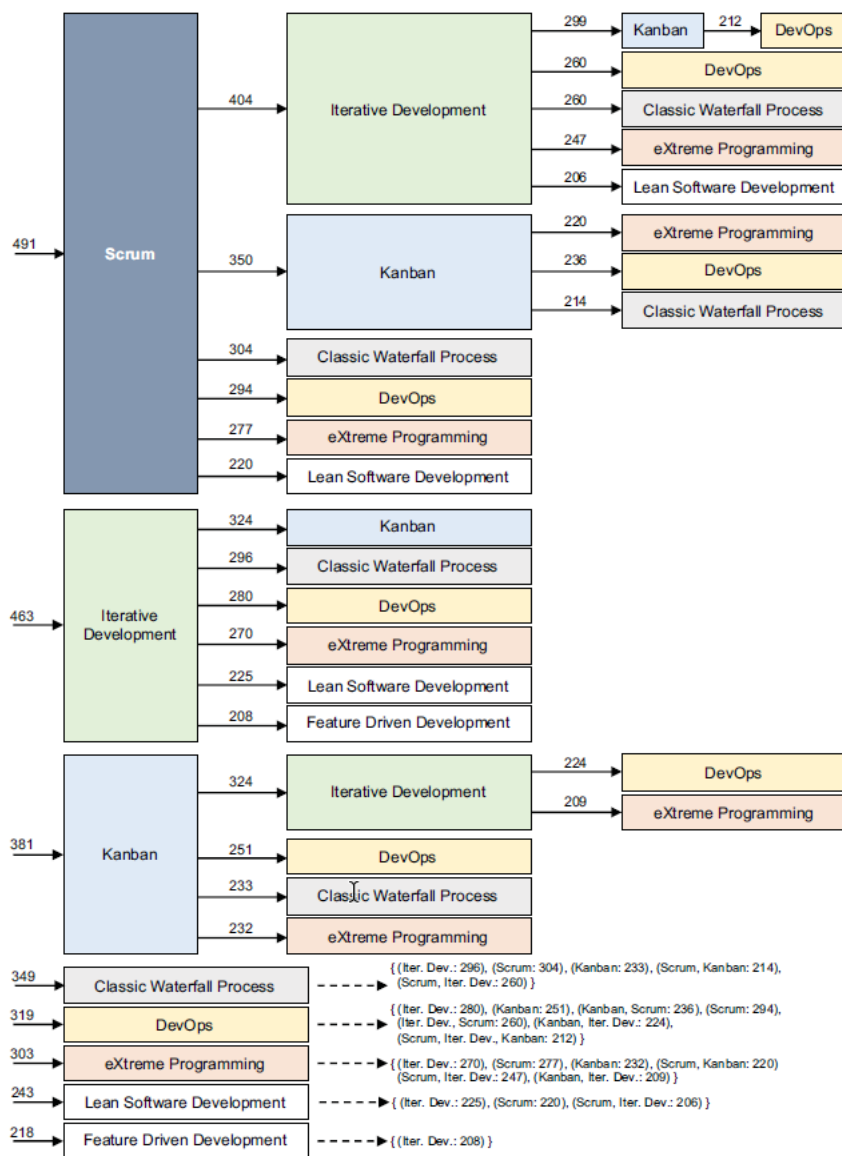 299
Kanban
212
DevOps
260
DevOps
404
Iterative Development
260
Classic Waterfall Process
247
eXtreme Programming
206
Lean Software Development
491
Scrum
220
eXtreme Programming
350
Kanban
236
DevOps
214
Classic Waterfall Process
304
Classic Waterfall Process
294
DevOps
277
eXtreme Programming
220
Lean Software Development
463
Iterative
Development
324
Kanban
296
Classic Waterfall Process
280
DevOps
270
eXtreme Programming
225
Lean Software Development
208
Feature Driven Development
381
Kanban
324
Iterative Development
224
DevOps
209
eXtreme Programming
251
DevOps
233
Classic Waterfall Process
232
eXtreme Programming
349
Classic Waterfall Process
{ (Iter. Dev.: 296), (Scrum: 304), (Kanban: 233), (Scrum, Kanban: 214),
(Scrum, Iter. Dev.: 260) }
319
DevOps
{ (Iter. Dev.: 280), (Kanban: 251), (Kanban, Scrum: 236), (Scrum: 294),
(Iter. Dev., Scrum: 260), (Kanban, Iter. Dev.: 224),
(Scrum, Iter. Dev., Kanban: 212) }
303
eXtreme Programming
{ (Iter. Dev.: 270), (Scrum: 277), (Kanban: 232), (Scrum, Kanban: 220)
(Scrum, Iter. Dev.: 247), (Kanban, Iter. Dev.: 209) }
243
Lean Software Development
{ (Iter. Dev.: 225), (Scrum: 220), (Scrum, Iter. Dev.: 206) }
218
Feature Driven Development
{ (Iter. Dev.: 208) }